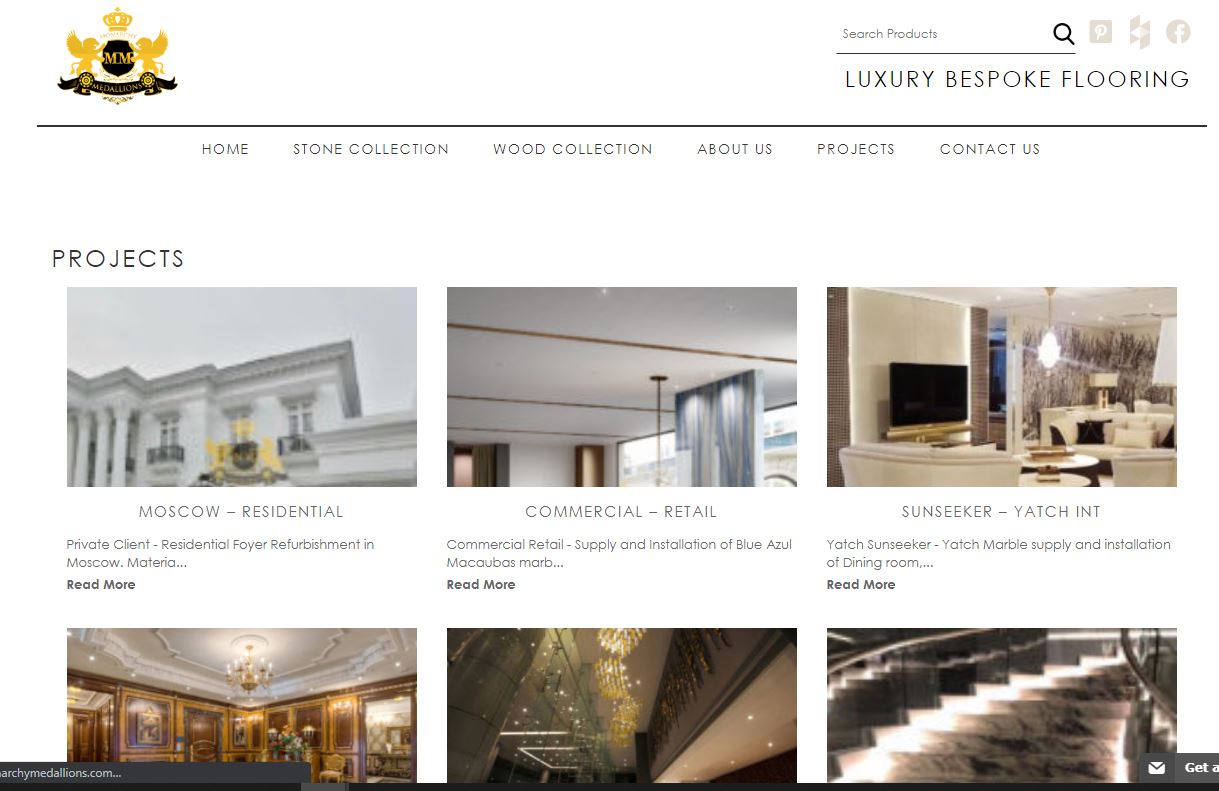 MONARCHY
MM
MEDALLIONS
Search Products
LUXURY BESPOKE FLOORING
HOME STONE COLLECTION WOOD COLLECTION ABOUT US PROJECTS CONTACT US
PROJECTS
MOSCOW – RESIDENTIAL
Private Client - Residential Foyer Refurbishment in
Moscow. Materia...
Read More
COMMERCIAL – RETAIL
Commercial Retail - Supply and Installation of Blue Azul
Macaubas marb...
Read More
SUNSEEKER – YATCH INT
Yatch Sunseeker - Yatch Marble supply and installation
of Dining room,...
Read More
narchymedallions.com...
Get a